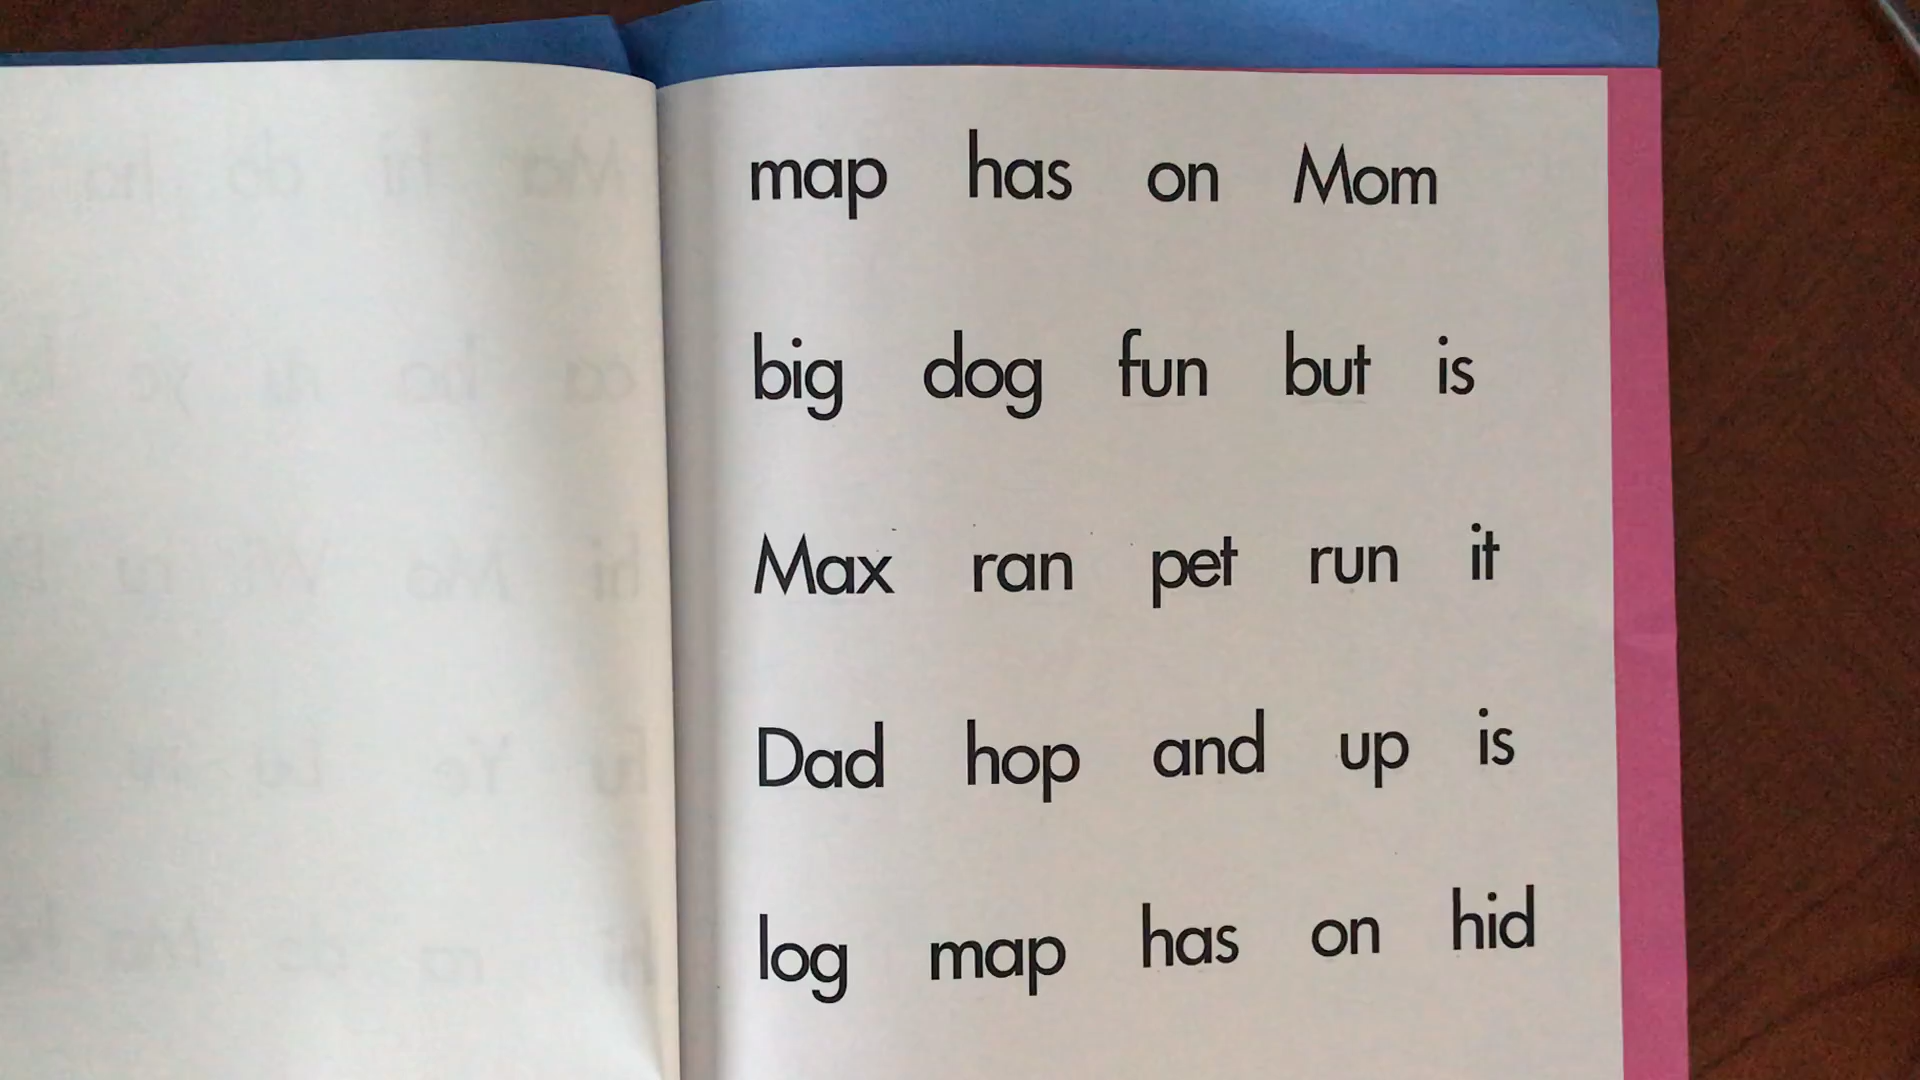 map has on Mom
big dog fun but is
Max ran pet run it
Dad hop and up is
log map has on hid